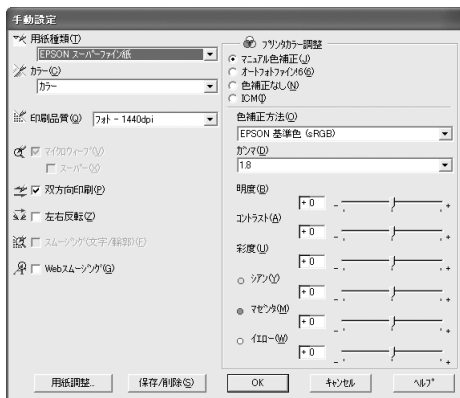 手動設定
用紙種類(T)
EPSON スーパーファイン紙
カラー(C)
カラー
印刷品質(Q) フォト - 1440dpi
マイクロウィーブ(V)
スーパー(X)
双方向印刷(P)
左右反転(Z)
スムージング(文字/輪郭)(E)
Webスムージング(G)
プリンタカラー調整
マニュアル色補正(J)
オートフォトファイン!6(6)
色補正なし(N)
ICM(I)
色補正方法(O)
EPSON 基準色 (sRGB)
ガンマ(D)
1.8
明度(B)
+ 0 - +
コントラスト(A)
+ 0 - +
彩度(U)
+ 0 - +
シアン(Y)
+ 0 - +
マゼンタ(M)
+ 0 - +
イエロー(W)
+ 0 - +
用紙調整... 保存/削除(S) OK キャンセル ヘルプ